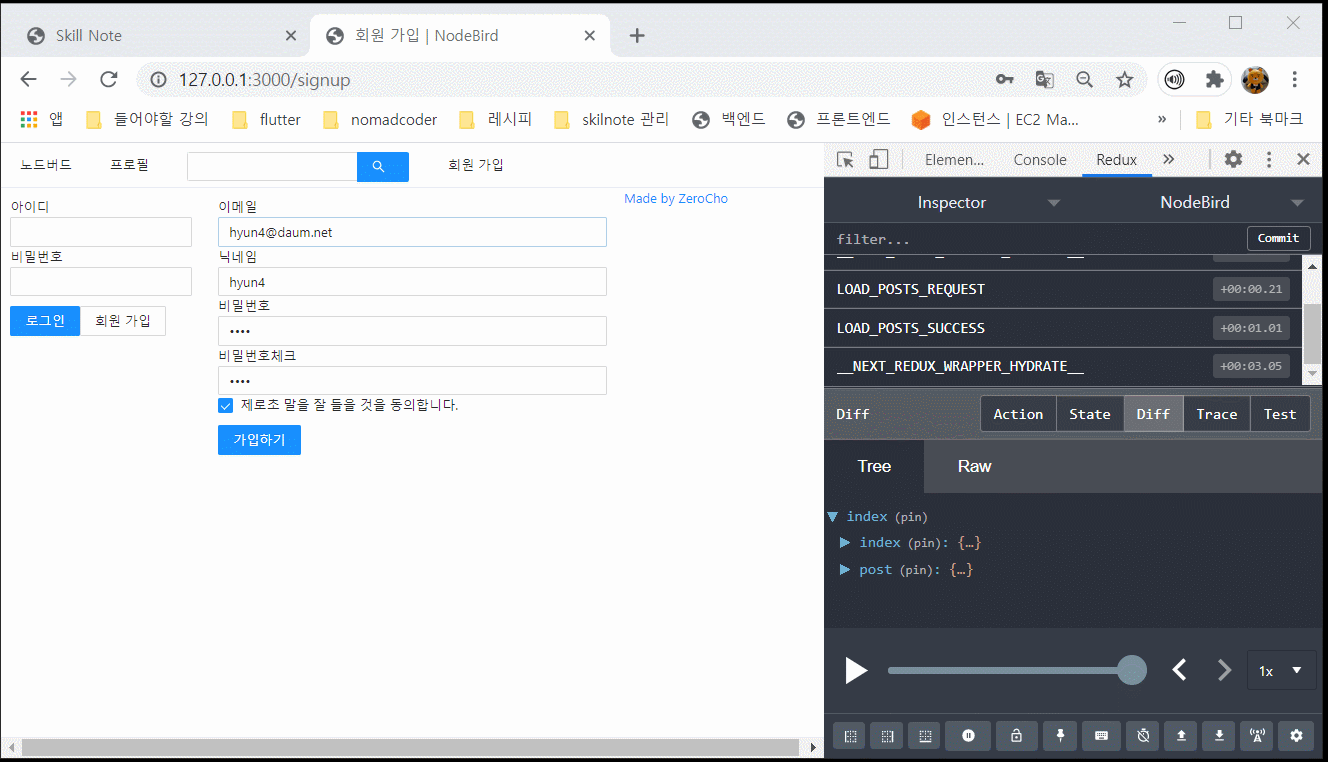 Skill Note
회원 가입 | NodeBird
127.0.0.1:3000/signup
앱 들어야할 강의 flutter nomadcoder 레시피 skilnote 관리 백엔드 프론트엔드 인스턴스 | EC2 Ma... » 기타 북마크
노드버드 프로필 회원 가입
Made by ZeroCho
아이디
비밀번호
로그인 회원 가입
이메일
hyun4@daum.net
닉네임
hyun4
비밀번호
••••
비밀번호체크
••••
제로초 말을 잘 들을 것을 동의합니다.
가입하기
Elemen... Console Redux »
Inspector NodeBird
filter... Commit
LOAD_POSTS_REQUEST +00:00.21
LOAD_POSTS_SUCCESS +00:01.01
__NEXT_REDUX_WRAPPER_HYDRATE__ +00:03.05
Diff Action State Diff Trace Test
Tree Raw
index (pin)
index (pin): {…}
post (pin): {…}
1x